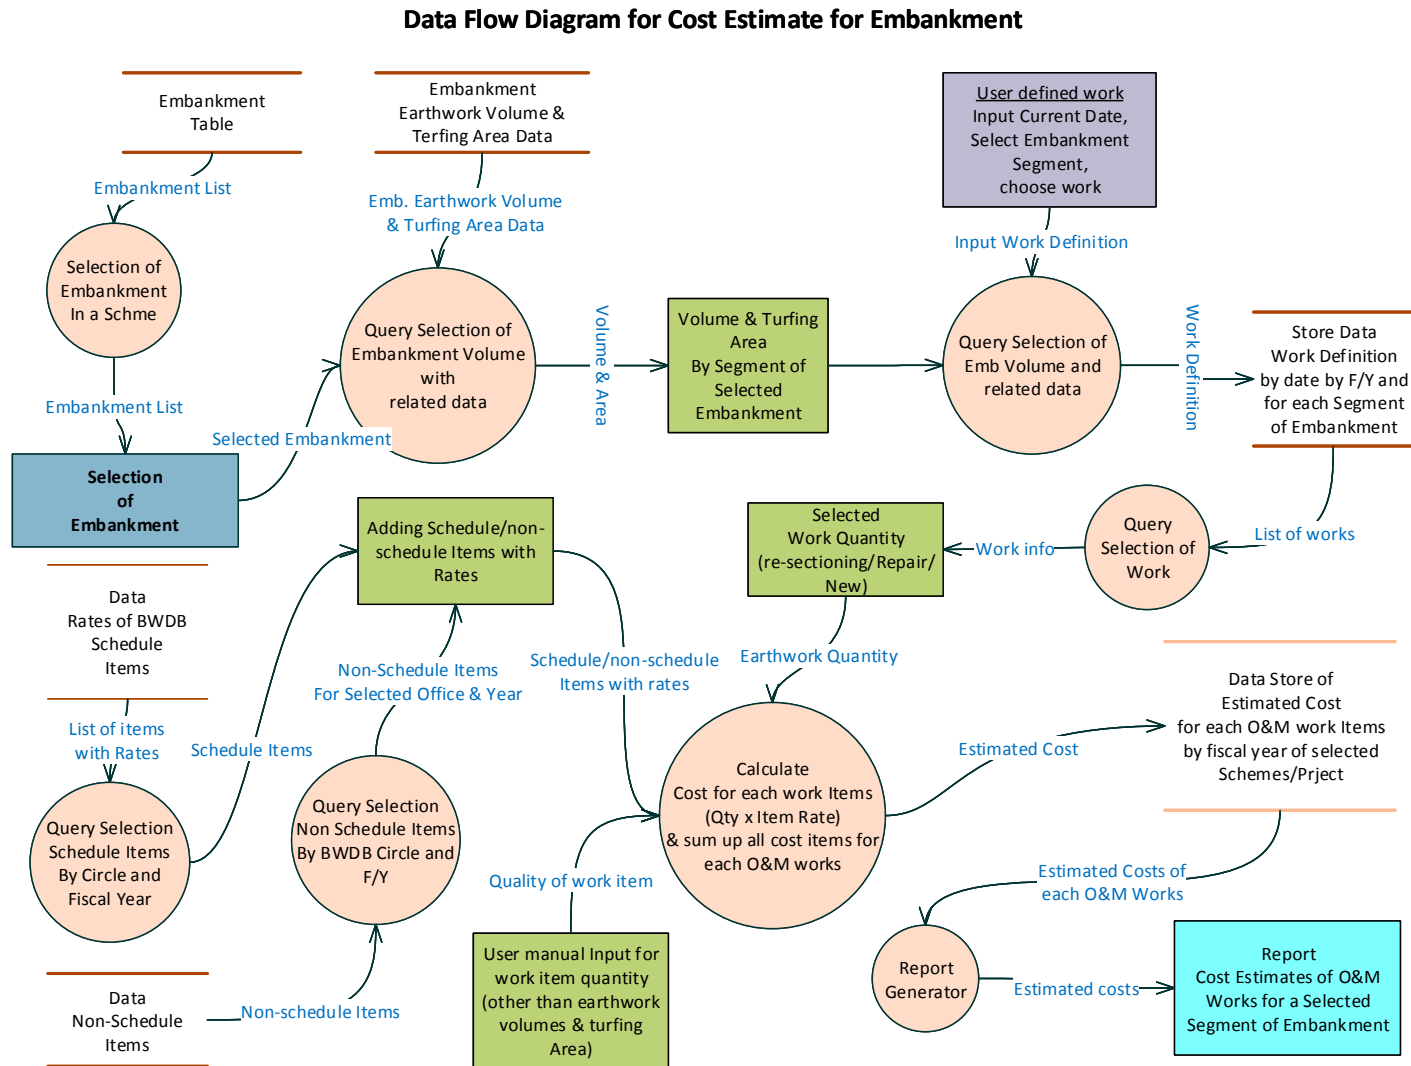 Data Flow Diagram for Cost Estimate for Embankment
Embankment
Table
Embankment
Earthwork Volume &
Terfing Area Data
User defined work
Input Current Date,
Select Embankment
Segment,
choose work
Embankment List
Emb. Earthwork Volume
& Turfing Area Data
Input Work Definition
Selection of
Embankment
In a Schme
Query Selection of
Embankment Volume
with
related data
Volume & Area
Volume & Turfing
Area
By Segment of
Selected
Embankment
Query Selection of
Emb Volume and
related data
Work Definition
Store Data
Work Definition
by date by F/Y and
for each Segment
of Embankment
Embankment List
Selected Embankment
Selection
of
Embankment
Adding Schedule/non-
schedule Items with
Rates
Selected
Work Quantity
(re-sectioning/Repair/
New)
Work info
Query
Selection of
Work
List of works
Data
Rates of BWDB
Schedule
Items
Non-Schedule Items
For Selected Office & Year
Schedule/non-schedule
Items with rates
Earthwork Quantity
Data Store of
Estimated Cost
for each O&M work Items
by fiscal year of selected
Schemes/Prject
List of items
with Rates
Schedule Items
Estimated Cost
Query Selection
Schedule Items
By Circle and
Fiscal Year
Query Selection
Non Schedule Items
By BWDB Circle and
F/Y
Calculate
Cost for each work Items
(Qty x Item Rate)
& sum up all cost items for
each O&M works
Quality of work item
Estimated Costs of
each O&M Works
User manual Input for
work item quantity
(other than earthwork
volumes & turfing
Area)
Report
Generator
Estimated costs
Report
Cost Estimates of O&M
Works for a Selected
Segment of Embankment
Data
Non-Schedule
Items
Non-schedule Items